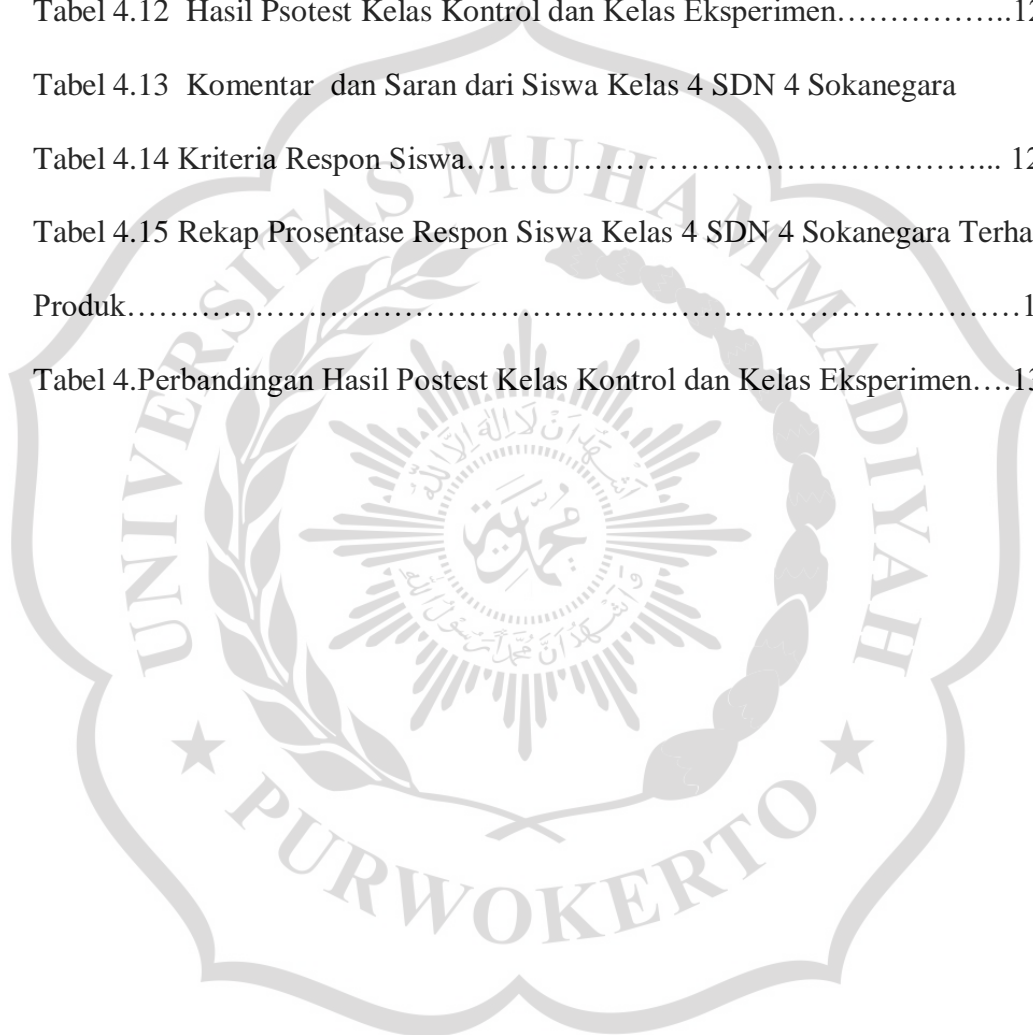 Tabel 4.12 Hasil Psotest Kelas Kontrol dan Kelas Eksperimen……………..12
Tabel 4.13 Komentar dan Saran dari Siswa Kelas 4 SDN 4 Sokanegara
Tabel 4.14 Kriteria Respon Siswa…………………………………………... 12
Tabel 4.15 Rekap Prosentase Respon Siswa Kelas 4 SDN 4 Sokanegara Terha
Produk…………………………………………………………………………1
Tabel 4.Perbandingan Hasil Postest Kelas Kontrol dan Kelas Eksperimen….13
UNIVERSITAS MUHAMMADIYAH
★ PURWOKERTO ★